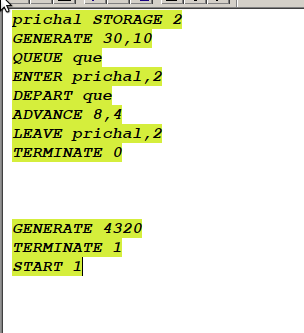 prichal STORAGE 2
GENERATE 30,10
QUEUE que
ENTER prichal,2
DEPART que
ADVANCE 8,4
LEAVE prichal,2
TERMINATE 0
GENERATE 4320
TERMINATE 1
START 1